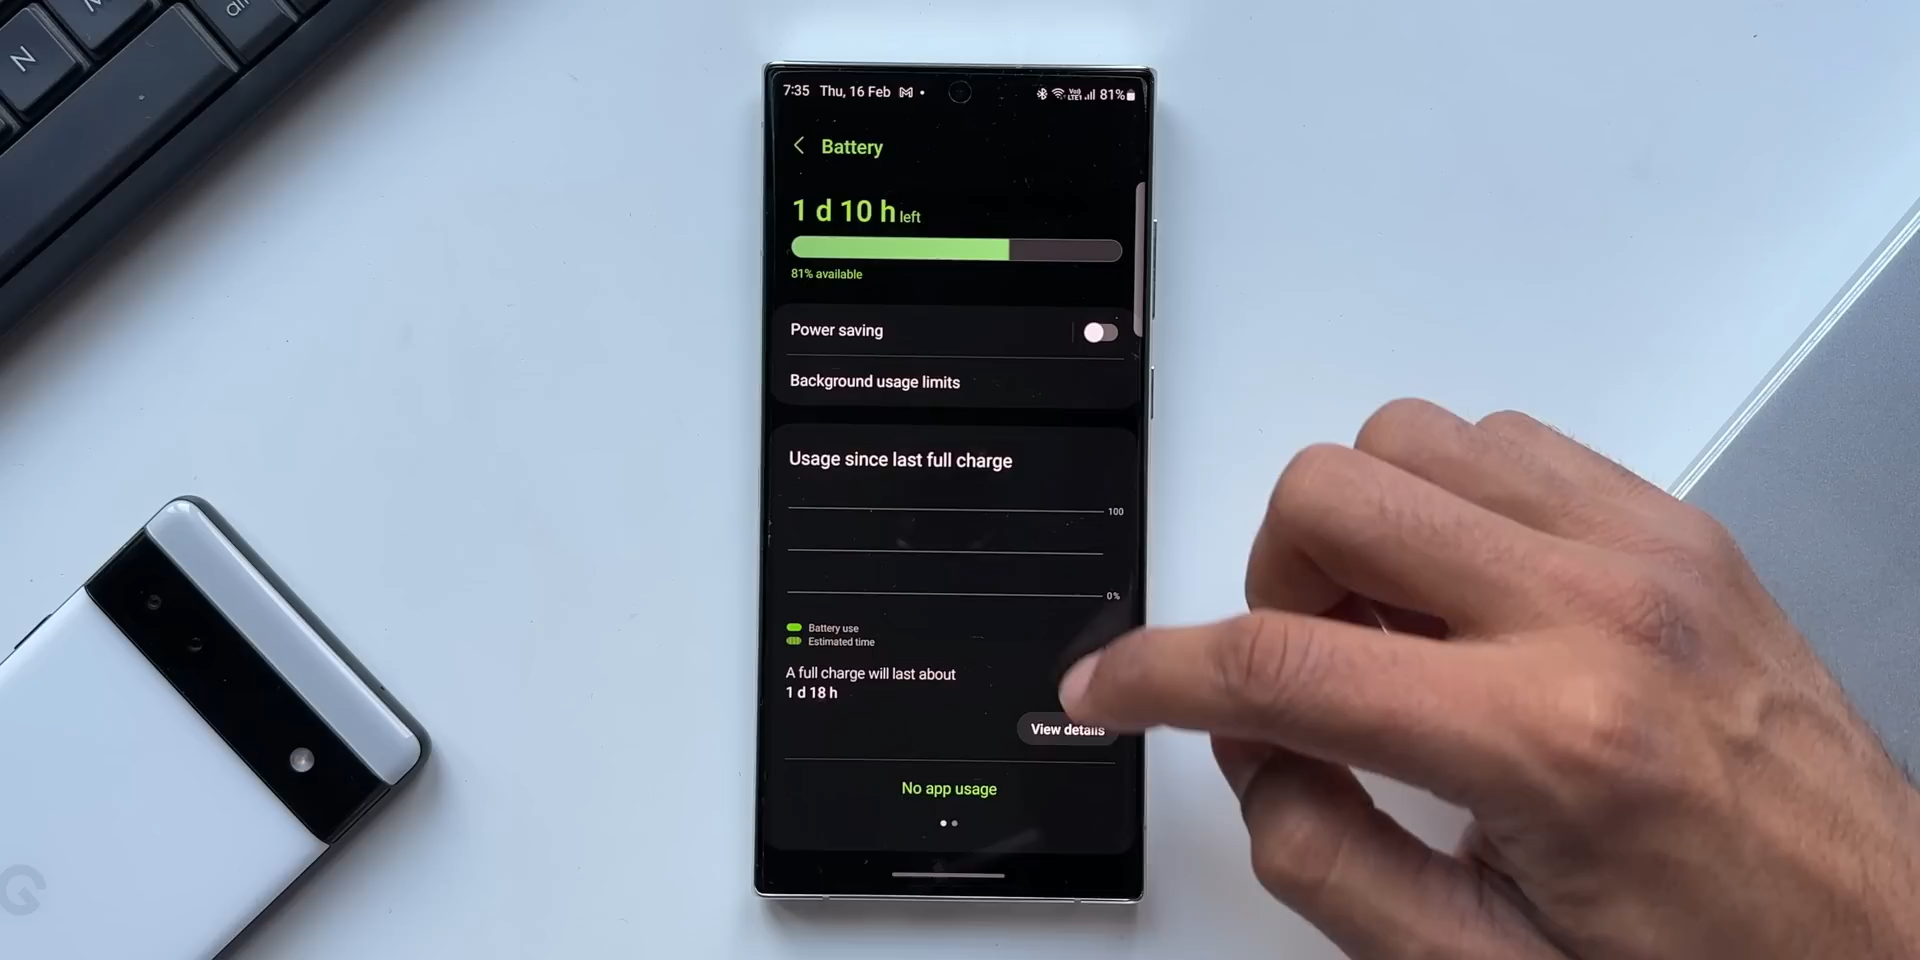 N
7:35 Thu, 16 Feb
81%
Battery
1 d 10 h left
81% available
Power saving
Background usage limits
Usage since last full charge
100
0%
Battery use
Estimated time
A full charge will last about
1 d 18 h
View details
No app usage
G